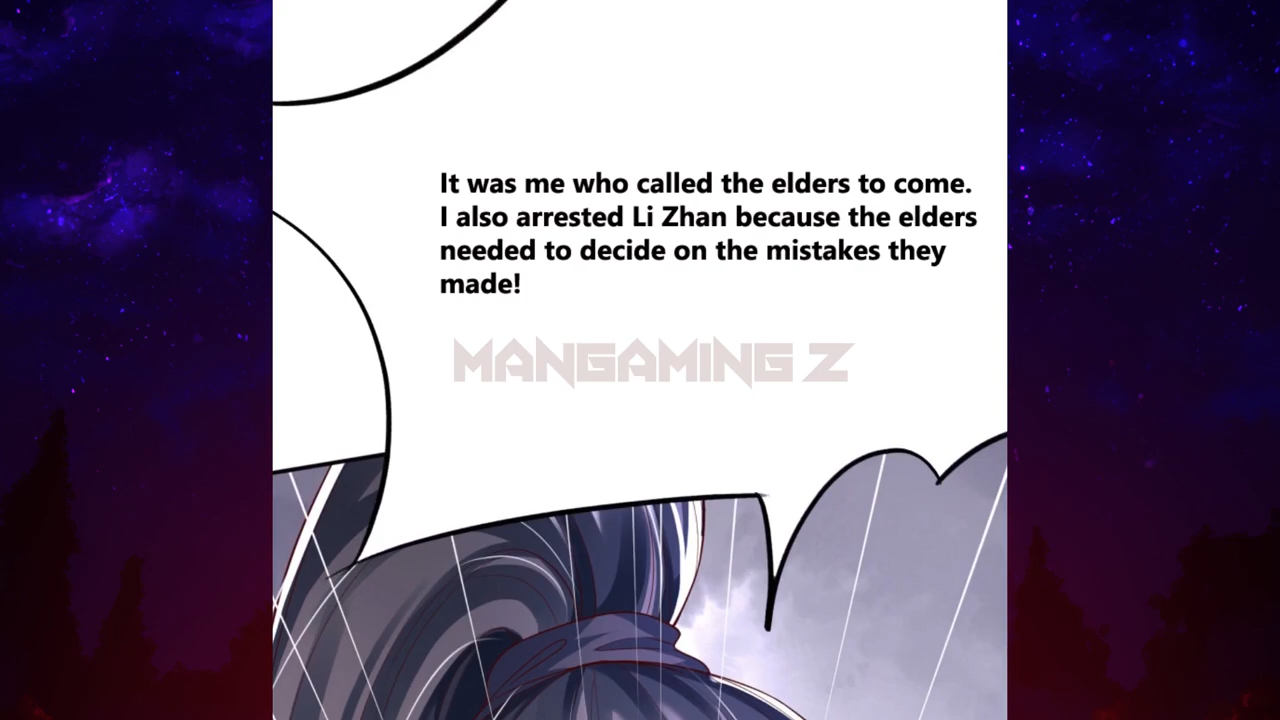 It was me who called the elders to come.
I also arrested Li Zhan because the elders
needed to decide on the mistakes they
made!
MANGAMING Z